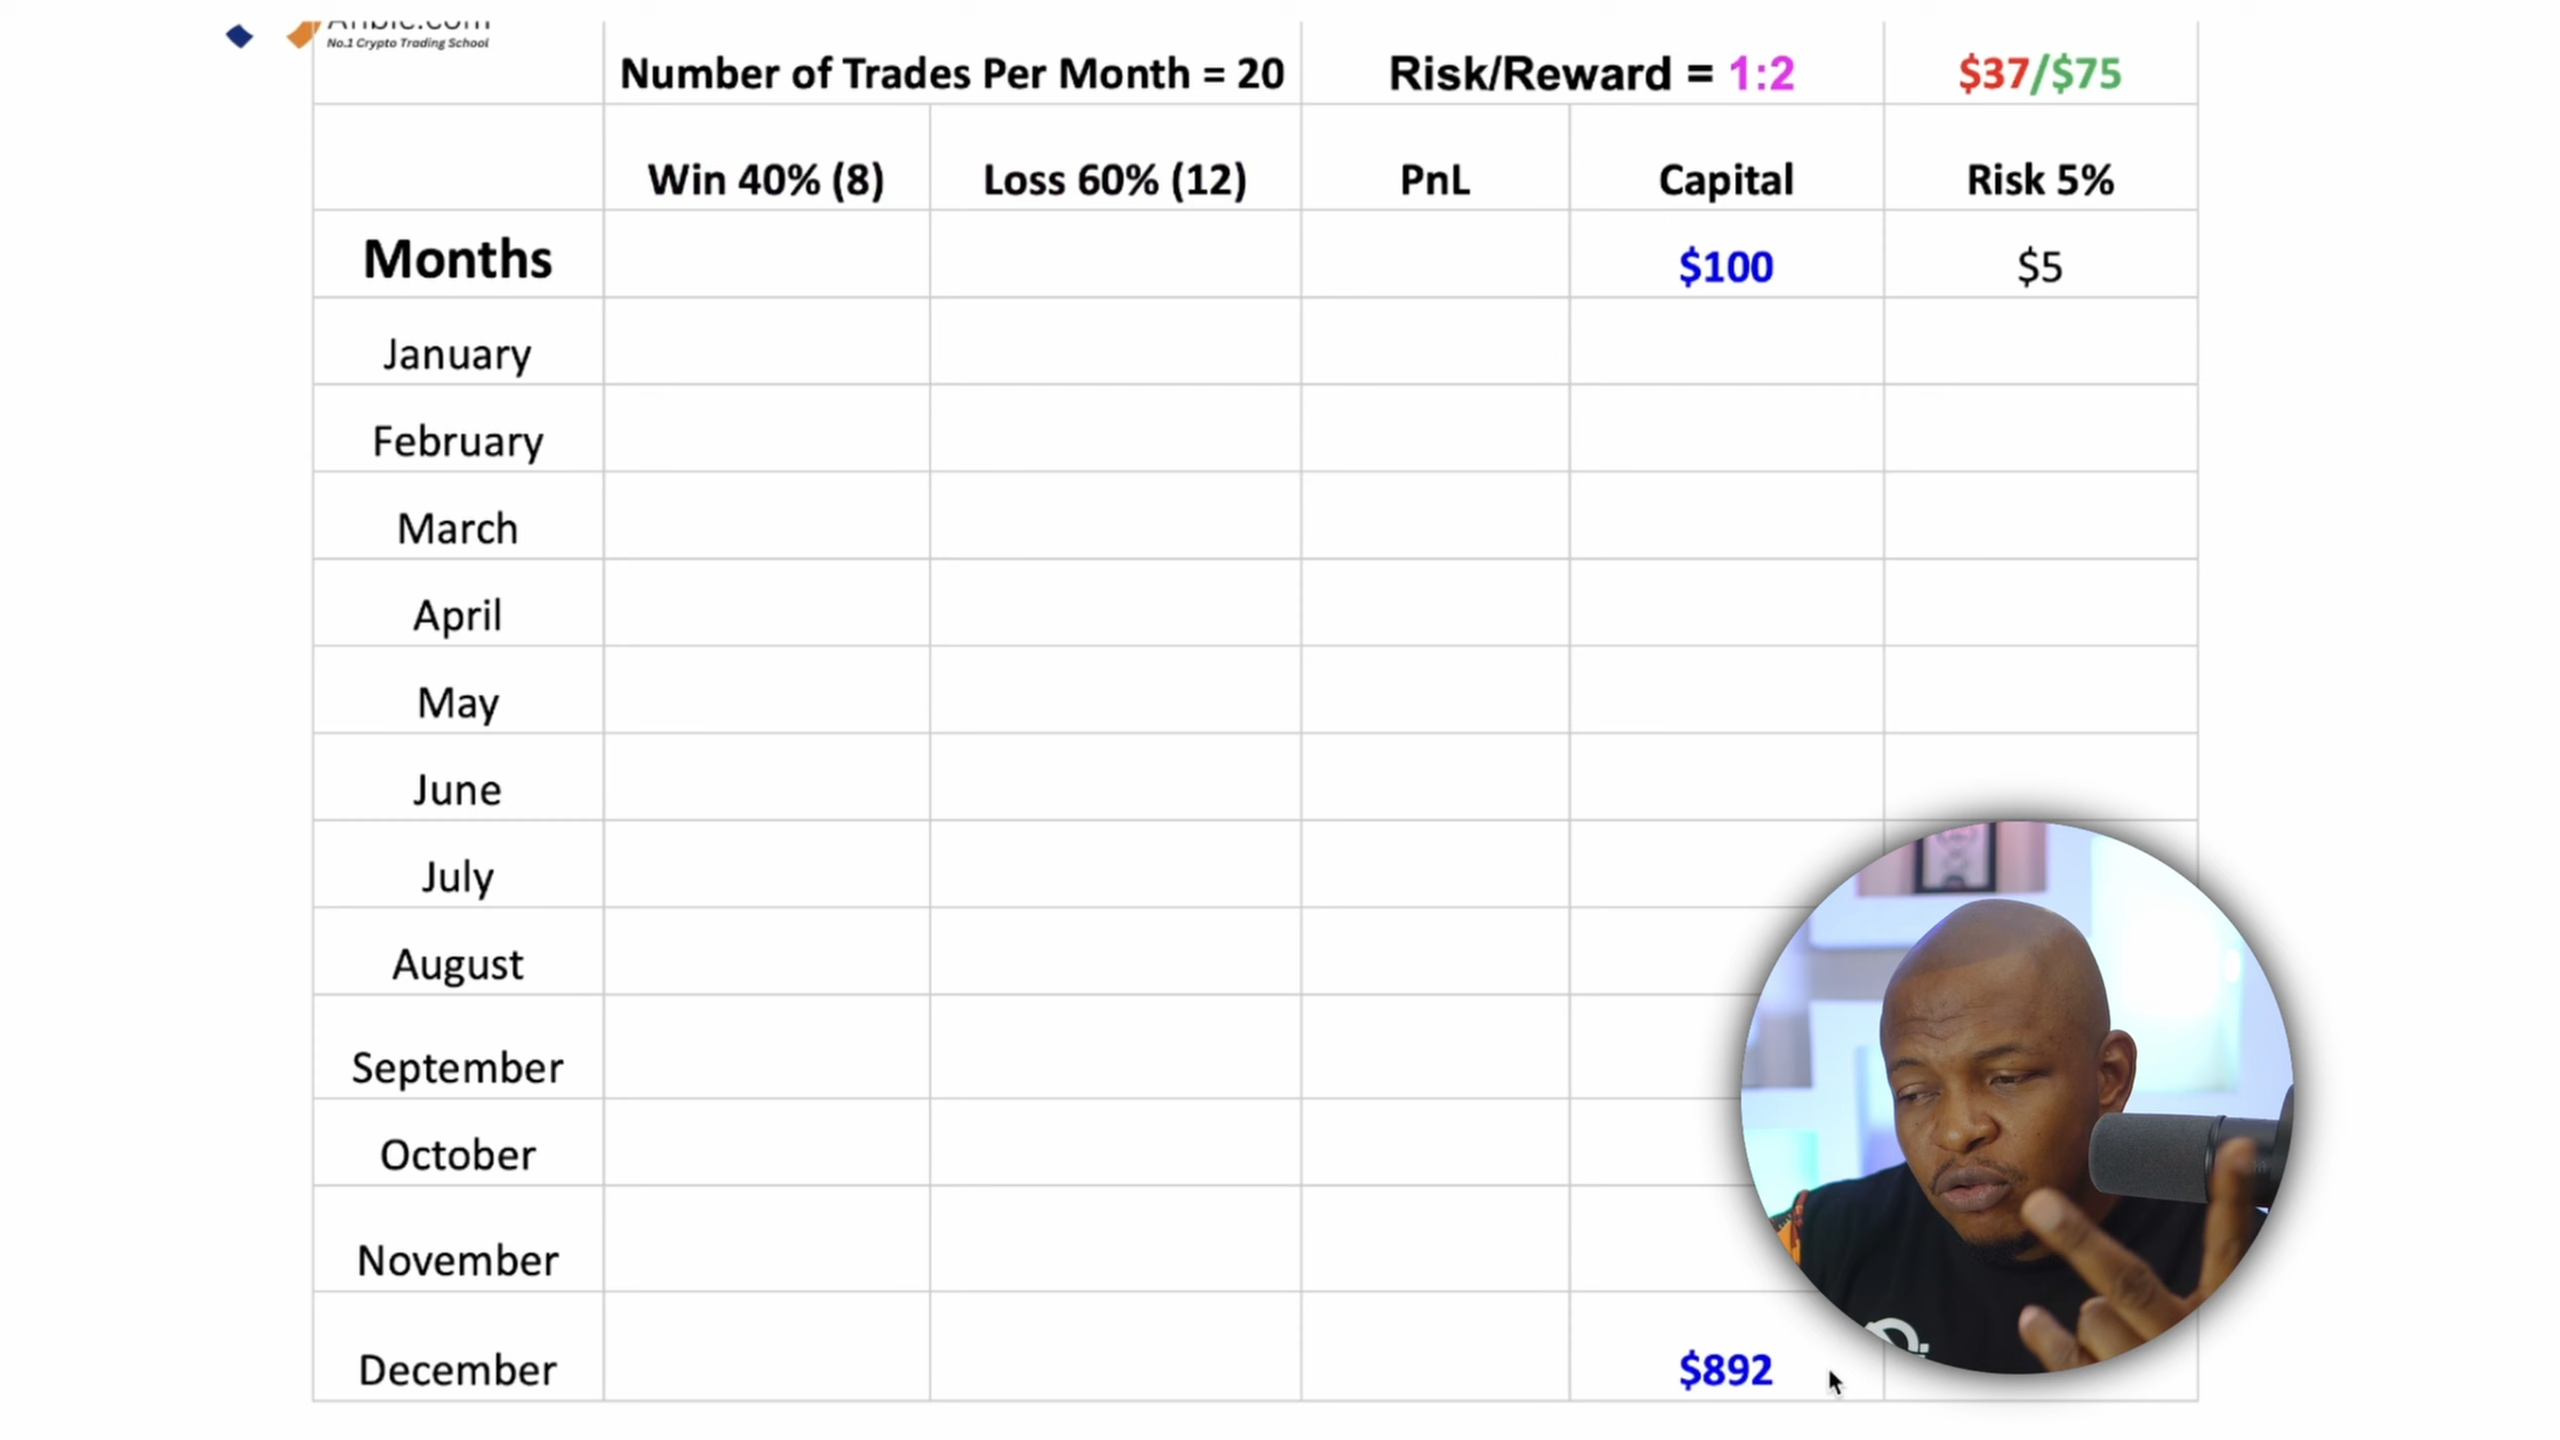 No.1 Crypto Trading School
Number of Trades Per Month = 20
Risk/Reward = 1:2
$37/$75
Win 40% (8)
Loss 60% (12)
PnL
Capital
Risk 5%
Months
$100
$5
January
February
March
April
May
June
July
August
September
October
November
December
$892